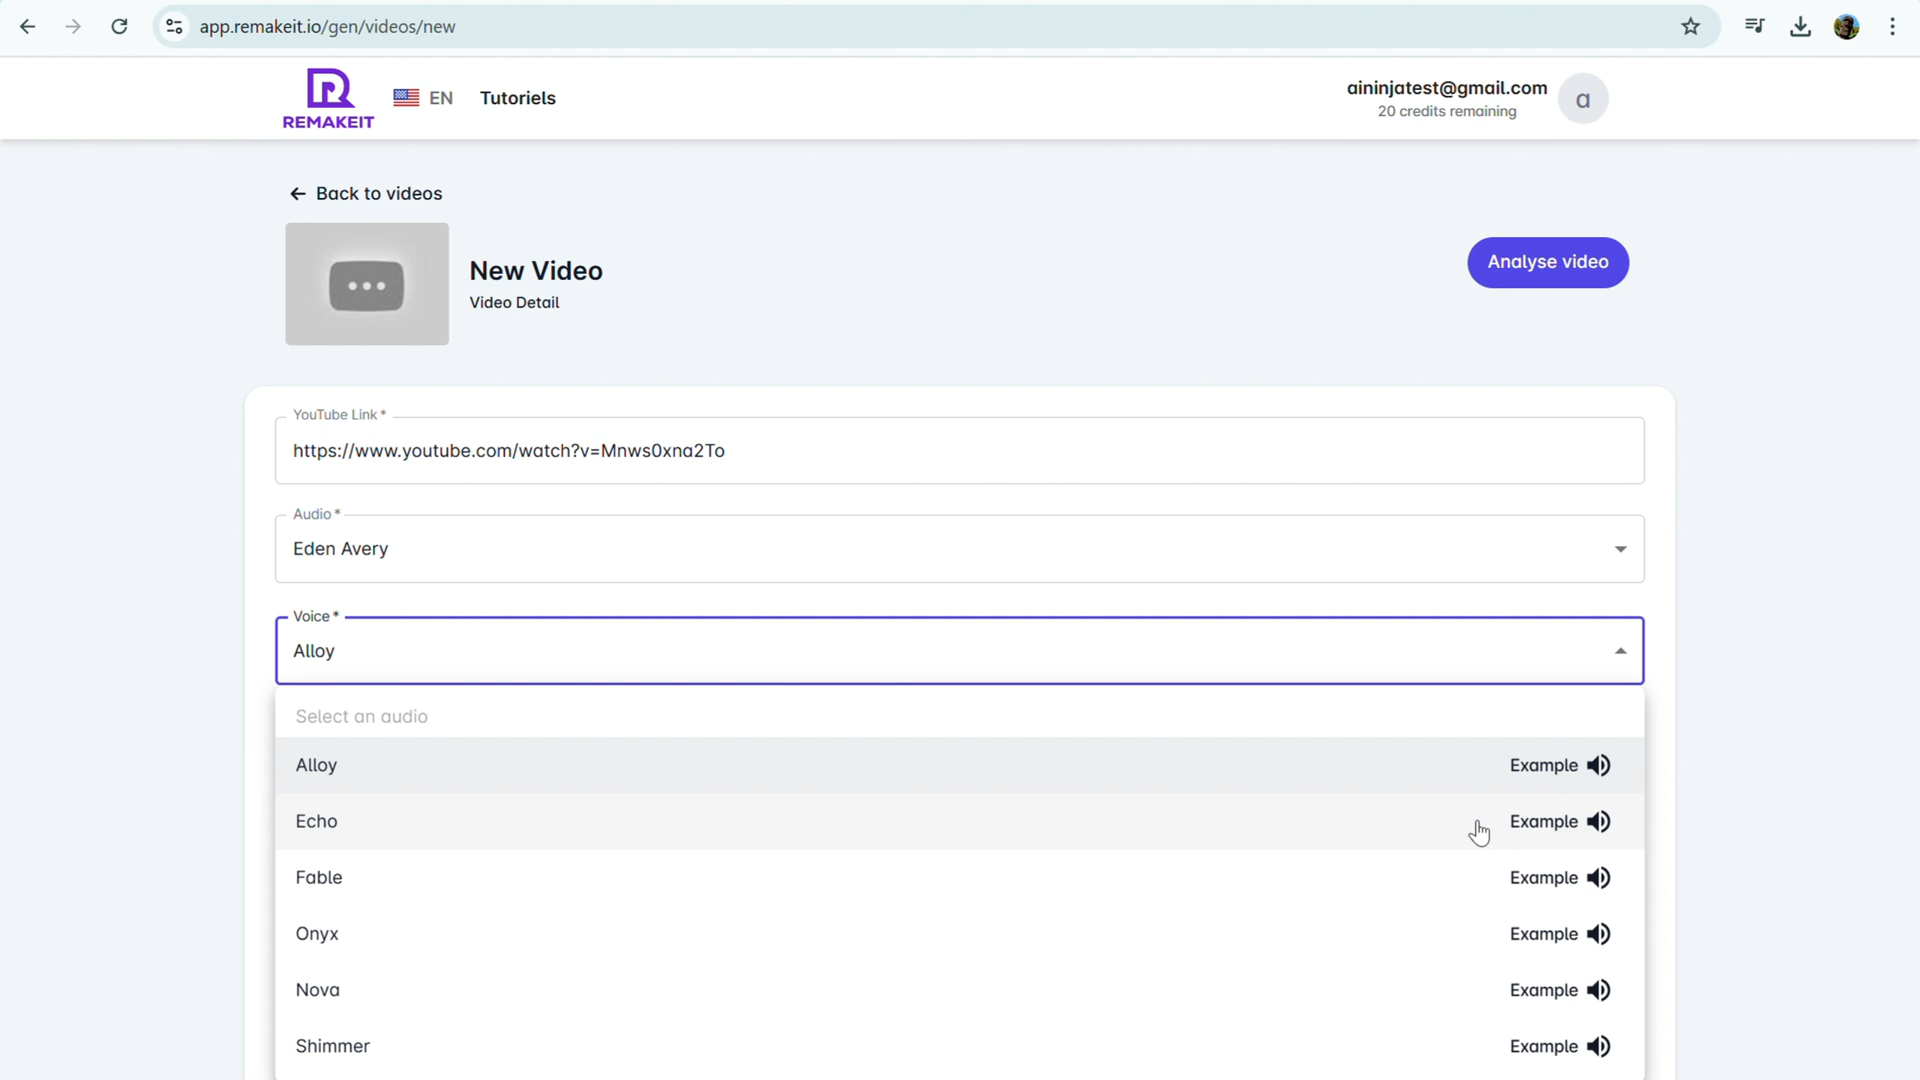 app.remakeit.io/gen/videos/new
REMAKEIT
EN
Tutoriels
aininjatest@gmail.com
20 credits remaining
a
← Back to videos
New Video
Video Detail
Analyse video
YouTube Link *
https://www.youtube.com/watch?v=Mnws0xna2To
Audio *
Eden Avery
Voice *
Alloy
Select an audio
Alloy Example
Echo Example
Fable Example
Onyx Example
Nova Example
Shimmer Example